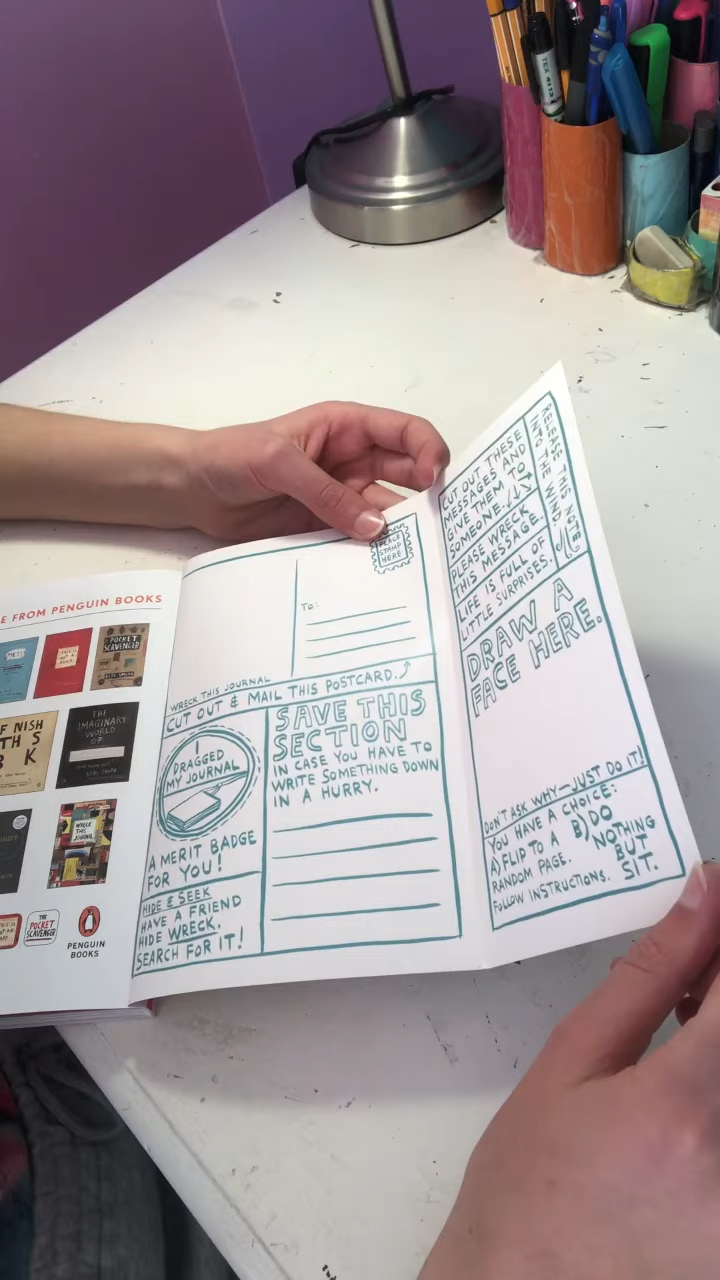 E FROM PENGUIN BOOKS
POCKET
SCAVENGER
THE
IMAGINARY
WORLD
OF
WRECK
THIS
JOURNAL
THE
POCKET
SCAVENGER
PENGUIN
BOOKS
PLACE
STAMP
HERE
TO:
WRECK THIS JOURNAL
CUT OUT & MAIL THIS POSTCARD.
I
DRAGGED
MY JOURNAL
A MERIT BADGE
FOR YOU!
HIDE & SEEK
HAVE A FRIEND
HIDE WRECK.
SEARCH FOR IT!
SAVE THIS
SECTION
IN CASE YOU HAVE TO
WRITE SOMETHING DOWN
IN A HURRY.
CUT OUT THESE
MESSAGES AND
GIVE THEM TO
SOMEONE.
PLEASE WRECK
THIS MESSAGE.
LIFE IS FULL OF
LITTLE SURPRISES.
RELEASE THIS NOTE
INTO THE WIND.
DRAW A
FACE HERE.
DON'T ASK WHY—JUST DO IT!
YOU HAVE A CHOICE:
A) FLIP TO A
RANDOM PAGE.
FOLLOW INSTRUCTIONS.
B) DO
NOTHING
BUT
SIT.